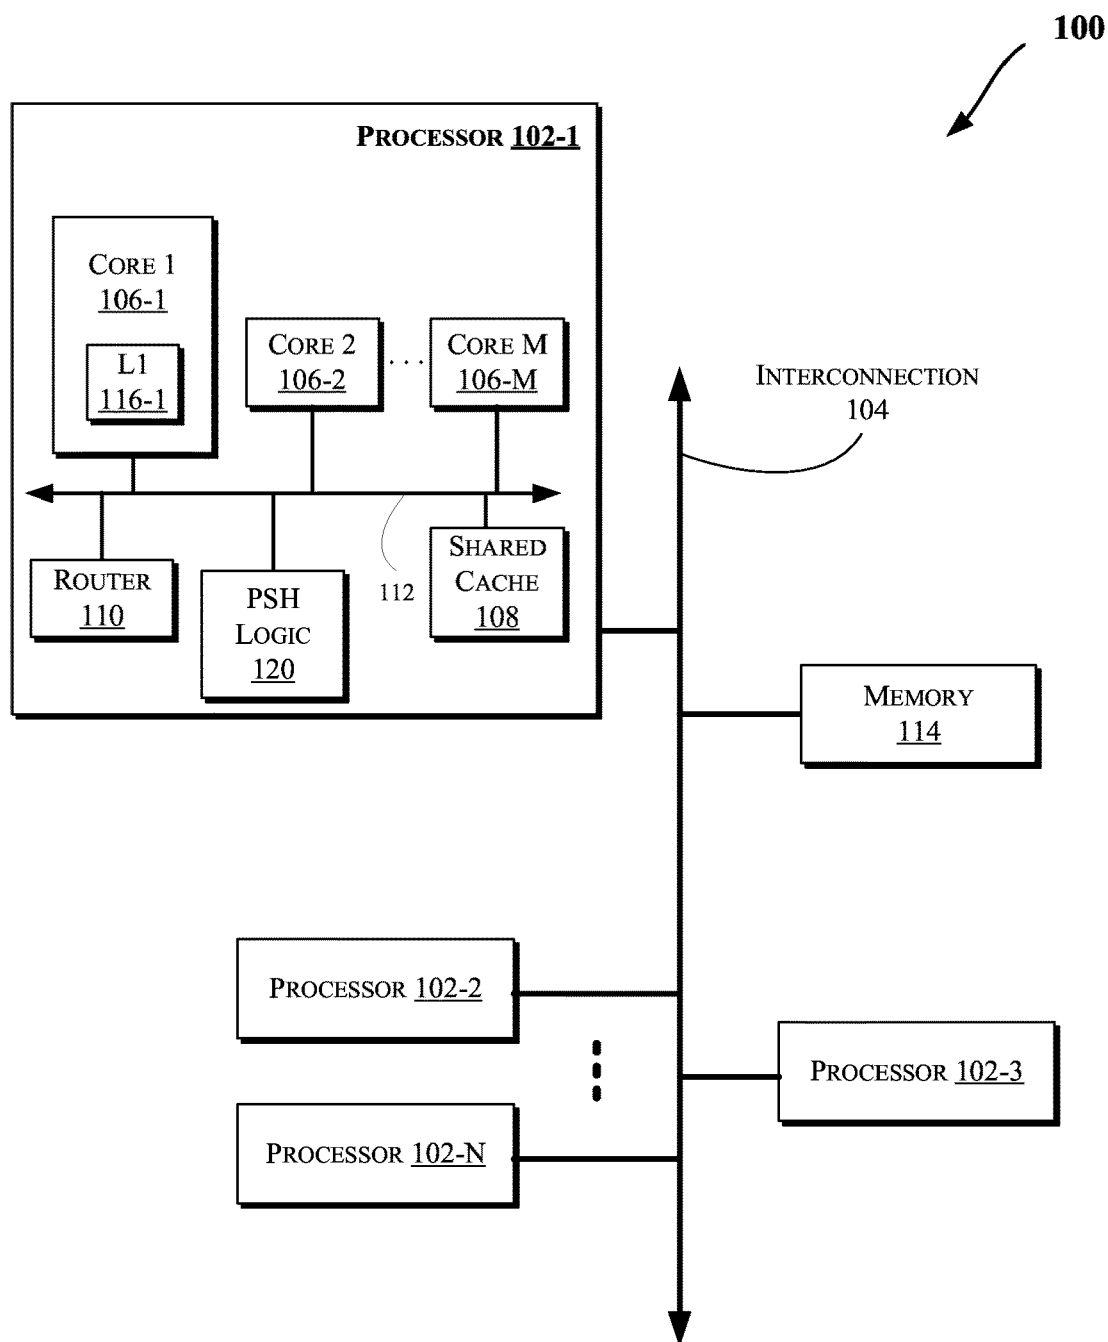 100
PROCESSOR 102-1
CORE 1
106-1
L1
116-1
CORE 2
106-2
. . .
CORE M
106-M
INTERCONNECTION
104
ROUTER
110
PSH
LOGIC
120
112
SHARED
CACHE
108
MEMORY
114
PROCESSOR 102-2
PROCESSOR 102-3
PROCESSOR 102-N